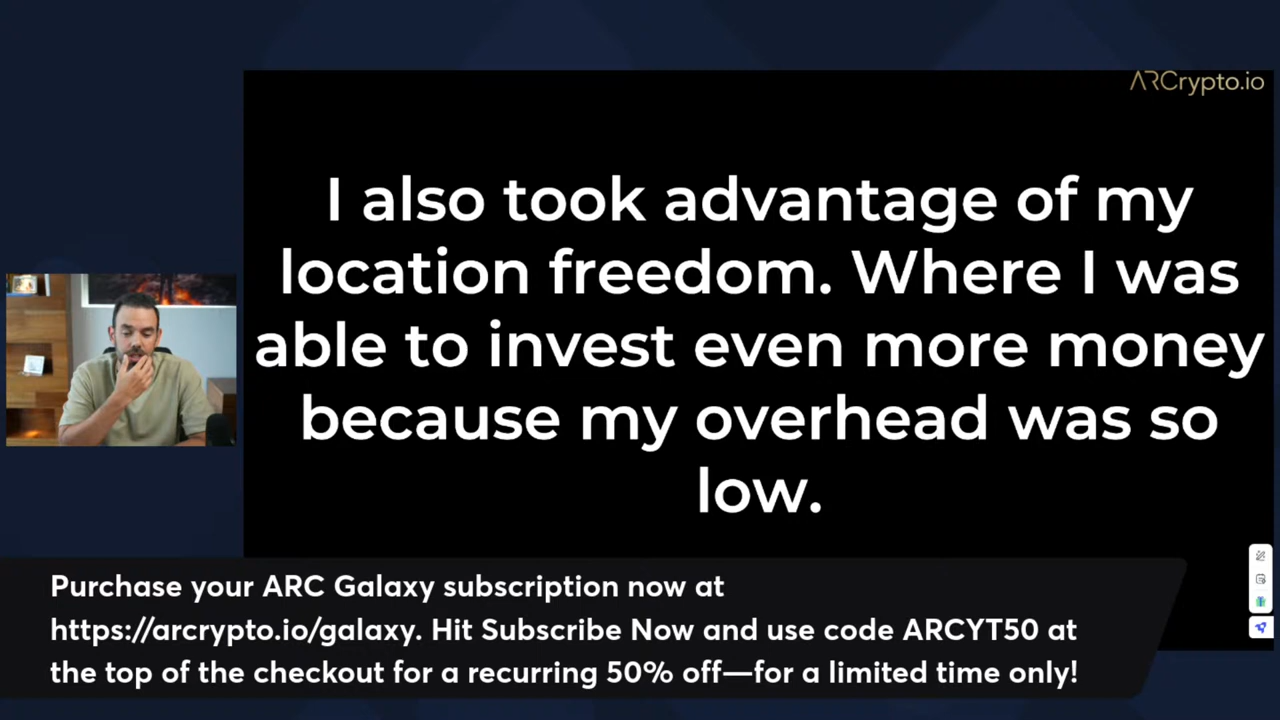 ARCrypto.io
I also took advantage of my
location freedom. Where I was
able to invest even more money
because my overhead was so
low.
Purchase your ARC Galaxy subscription now at
https://arcrypto.io/galaxy. Hit Subscribe Now and use code ARCYT50 at
the top of the checkout for a recurring 50% off—for a limited time only!